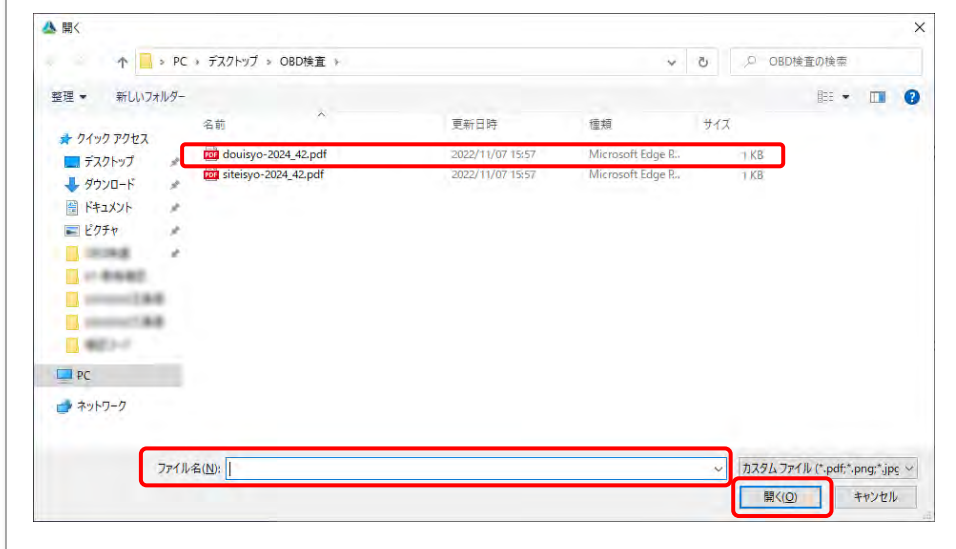 開く
PC › デスクトップ › OBD検査 ›
OBD検査の検索
整理 新しいフォルダー
名前 更新日時 種類 サイズ
douisyo-2024_42.pdf 2022/11/07 15:57 Microsoft Edge P... 1 KB
siteisyo-2024_42.pdf 2022/11/07 15:57 Microsoft Edge P... 1 KB
クイック アクセス
デスクトップ
ダウンロード
ドキュメント
ピクチャ
PC
ネットワーク
ファイル名(N):
カスタム ファイル (*.pdf;*.png;*.jpg
開く(O) キャンセル